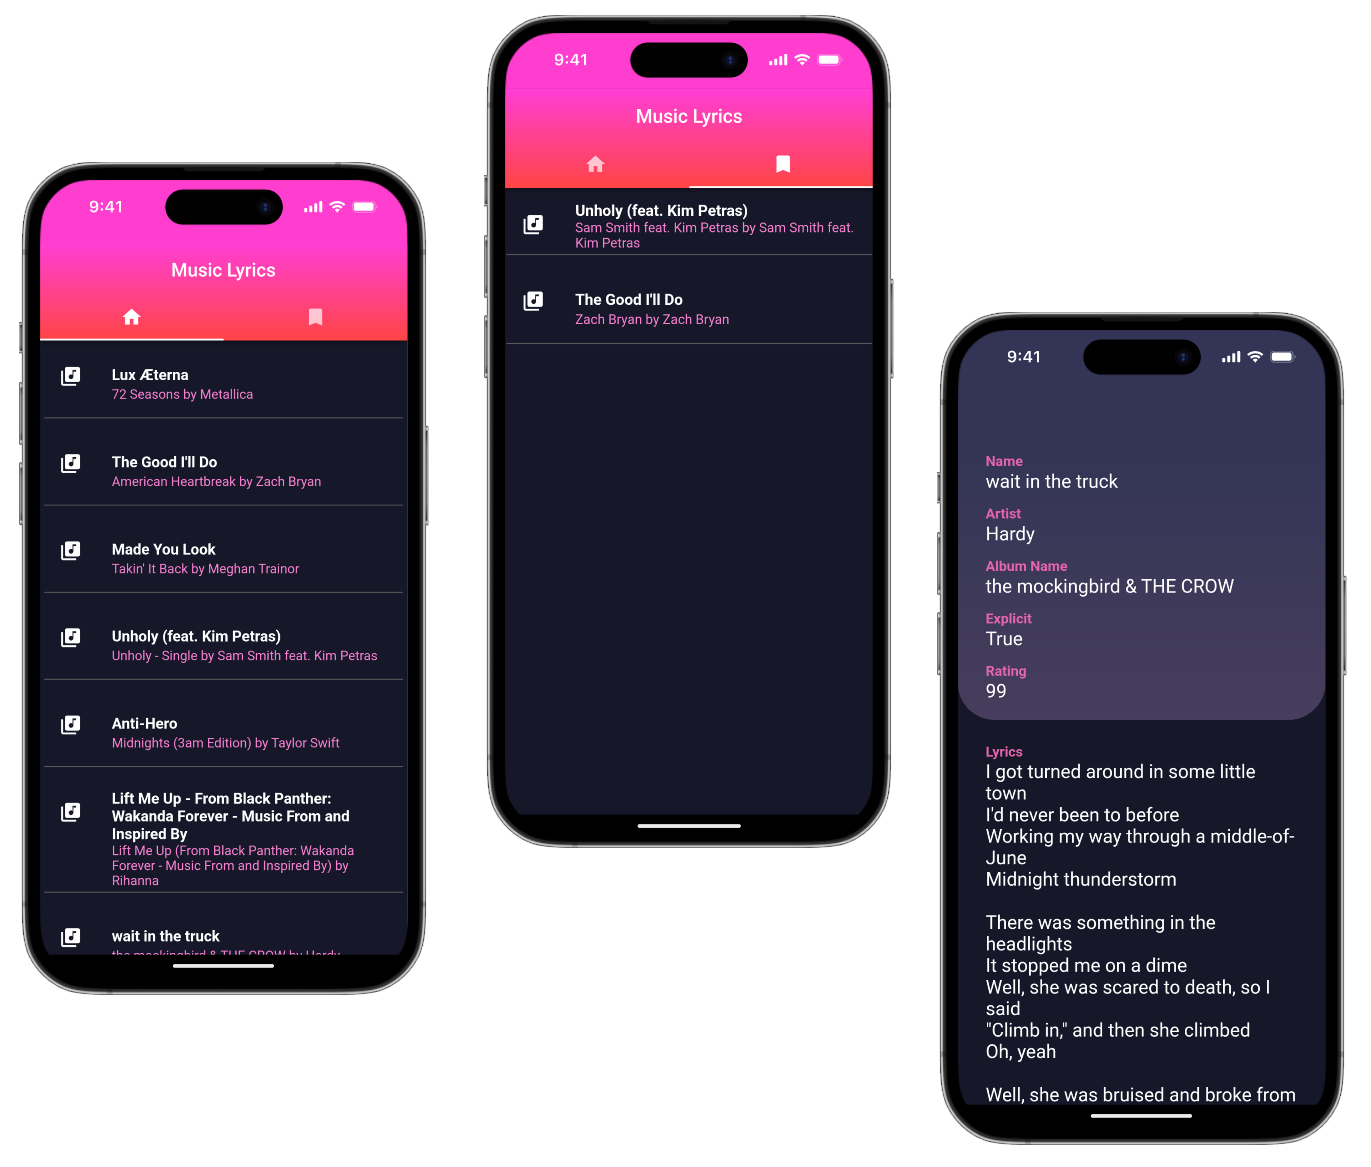 9:41
Music Lyrics
Lux Æterna
72 Seasons by Metallica
The Good I'll Do
American Heartbreak by Zach Bryan
Made You Look
Takin' It Back by Meghan Trainor
Unholy (feat. Kim Petras)
Unholy - Single by Sam Smith feat. Kim Petras
Anti-Hero
Midnights (3am Edition) by Taylor Swift
Lift Me Up - From Black Panther:
Wakanda Forever - Music From and
Inspired By
Lift Me Up (From Black Panther: Wakanda
Forever - Music From and Inspired By) by
Rihanna
wait in the truck
the mockingbird & THE CROW by Hardy
9:41
Music Lyrics
Unholy (feat. Kim Petras)
Sam Smith feat. Kim Petras by Sam Smith feat.
Kim Petras
The Good I'll Do
Zach Bryan by Zach Bryan
9:41
Name
wait in the truck
Artist
Hardy
Album Name
the mockingbird & THE CROW
Explicit
True
Rating
99
Lyrics
I got turned around in some little
town
I'd never been to before
Working my way through a middle-of-
June
Midnight thunderstorm
There was something in the
headlights
It stopped me on a dime
Well, she was scared to death, so I
said
"Climb in," and then she climbed
Oh, yeah
Well, she was bruised and broke from